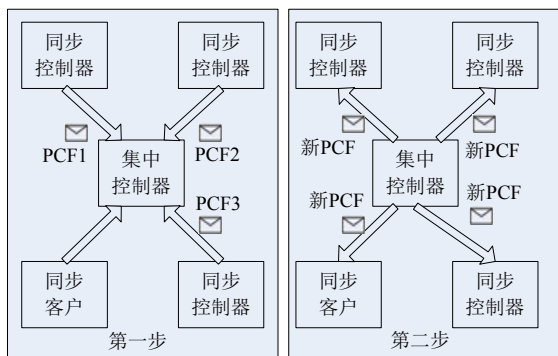 同步
控制器
同步
控制器
PCF1
PCF2
集中
控制器
PCF3
同步
客户
同步
控制器
第一步
同步
控制器
同步
控制器
新PCF
新PCF
集中
控制器
新PCF
新PCF
同步
客户
同步
控制器
第二步